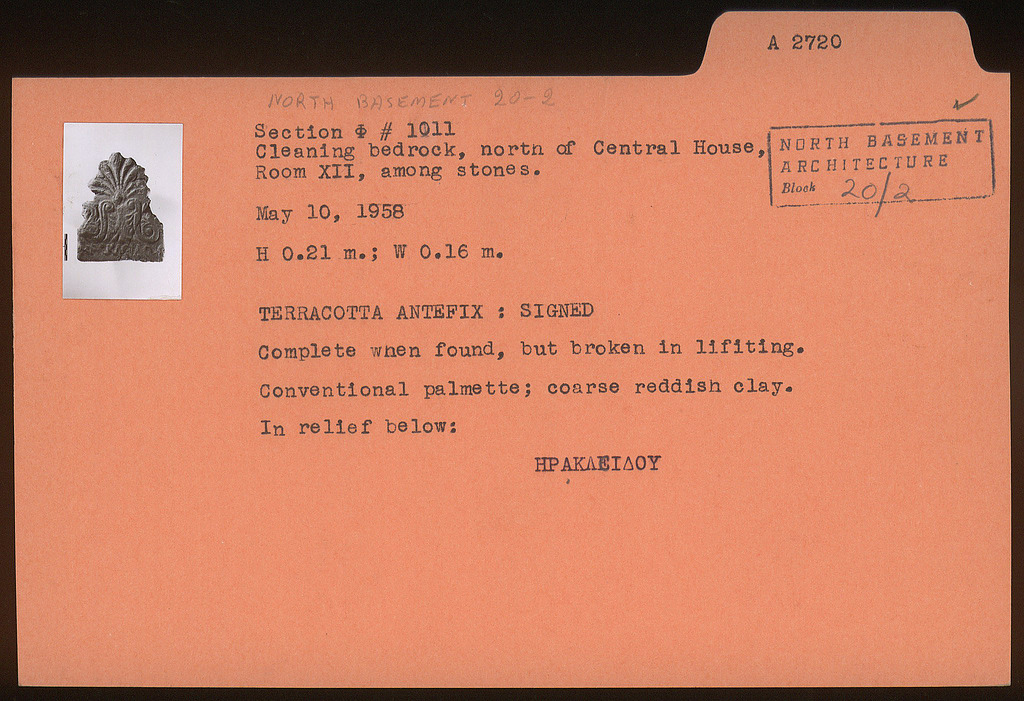 A 2720
NORTH BASEMENT 20-2
Section Φ # 1011
Cleaning bedrock, north of Central House,
Room XII, among stones.
NORTH BASEMENT
ARCHITECTURE
Block 20/2
May 10, 1958
H 0.21 m.; W 0.16 m.
TERRACOTTA ANTEFIX : SIGNED
Complete when found, but broken in lifiting.
Conventional palmette; coarse reddish clay.
In relief below:
ΗΡΑΚΛΕΙΔΟΥ